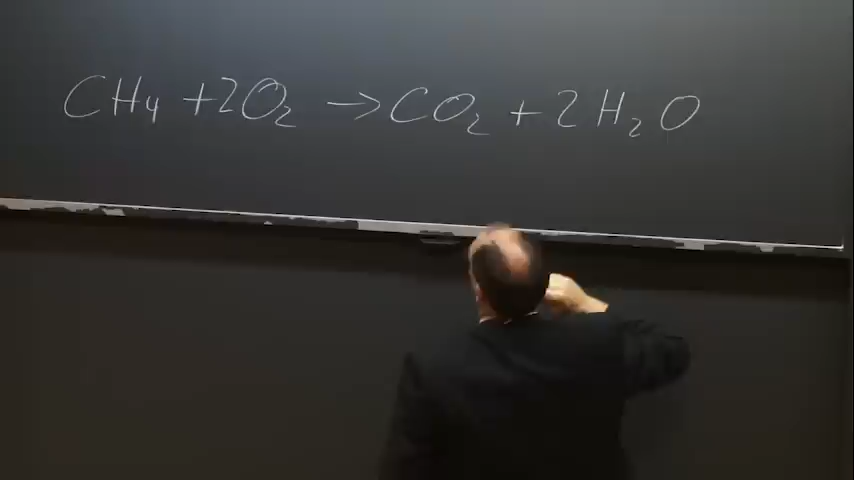 CH₄ + 2O₂ → CO₂ + 2H₂O